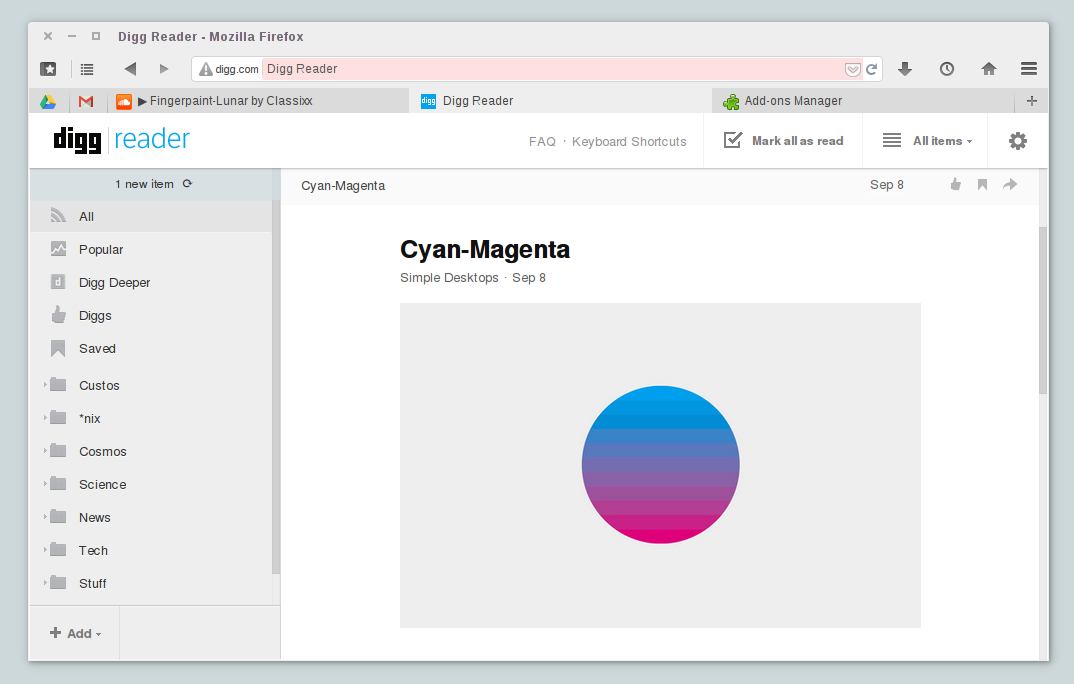 Digg Reader - Mozilla Firefox
digg.com Digg Reader
▶ Fingerpaint-Lunar by Classixx
digg Digg Reader
Add-ons Manager
digg reader
FAQ · Keyboard Shortcuts
Mark all as read
All items
1 new item
Cyan-Magenta
Sep 8
All
Popular
d Digg Deeper
Diggs
Saved
Custos
*nix
Cosmos
Science
News
Tech
Stuff
Add
Cyan-Magenta
Simple Desktops · Sep 8